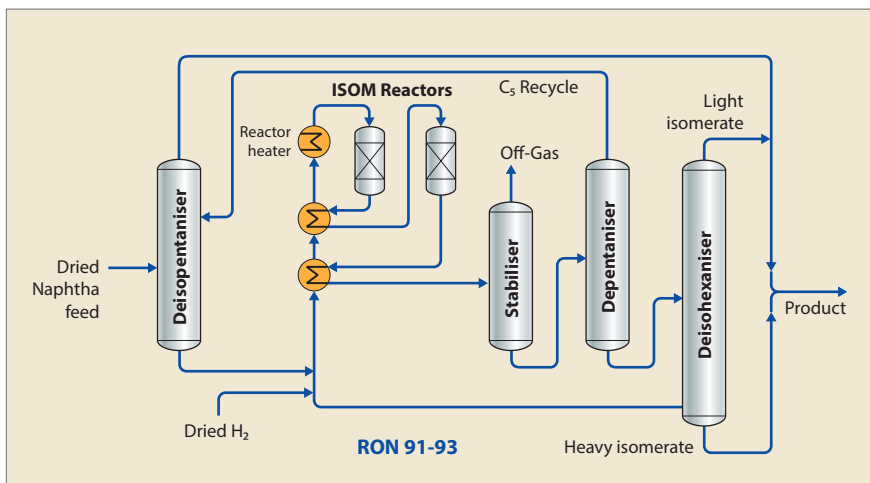 ISOM Reactors
C₅ Recycle
Light
isomerate
Reactor
heater
Off-Gas
Dried
Naphtha
feed
Deisopentaniser
Stabiliser
Depentaniser
Deisohexaniser
Product
Dried H₂
RON 91-93
Heavy isomerate